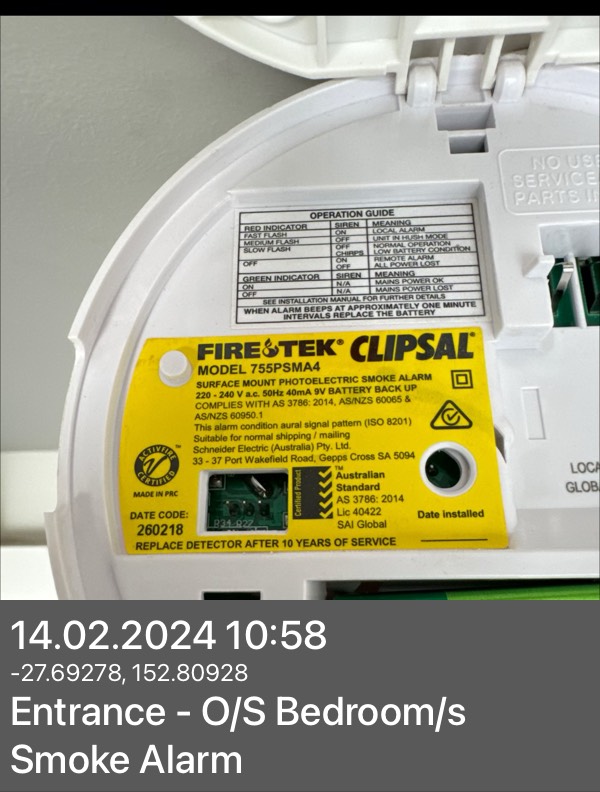 NO USE
SERVICE
PARTS IN
OPERATION GUIDE
RED INDICATOR SIREN MEANING
FAST FLASH ON LOCAL ALARM
MEDIUM FLASH OFF UNIT IN HUSH MODE
SLOW FLASH OFF NORMAL OPERATION
CHIRPS LOW BATTERY CONDITION
OFF ON REMOTE ALARM
OFF ALL POWER LOST
GREEN INDICATOR SIREN MEANING
ON N/A MAINS POWER OK
OFF N/A MAINS POWER LOST
SEE INSTALLATION MANUAL FOR FURTHER DETAILS
WHEN ALARM BEEPS AT APPROXIMATELY ONE MINUTE
INTERVALS REPLACE THE BATTERY
FIRETEK® CLIPSAL®
MODEL 755PSMA4
SURFACE MOUNT PHOTOELECTRIC SMOKE ALARM
220 - 240 V a.c. 50Hz 40mA 9V BATTERY BACK UP
COMPLIES WITH AS 3786: 2014, AS/NZS 60065 &
AS/NZS 60950.1
This alarm condition aural signal pattern (ISO 8201)
Suitable for normal shipping / mailing
Schneider Electric (Australia) Pty. Ltd.
33 - 37 Port Wakefield Road, Gepps Cross SA 5094
ACTIVFIRE CERTIFIED
™
MADE IN PRC
DATE CODE:
260218
R34 R22
Certified Product
™
Australian
Standard
AS 3786: 2014
Lic 40422
SAI Global
Date installed
REPLACE DETECTOR AFTER 10 YEARS OF SERVICE
LOCA
GLOBA
14.02.2024 10:58
-27.69278, 152.80928
Entrance - O/S Bedroom/s
Smoke Alarm